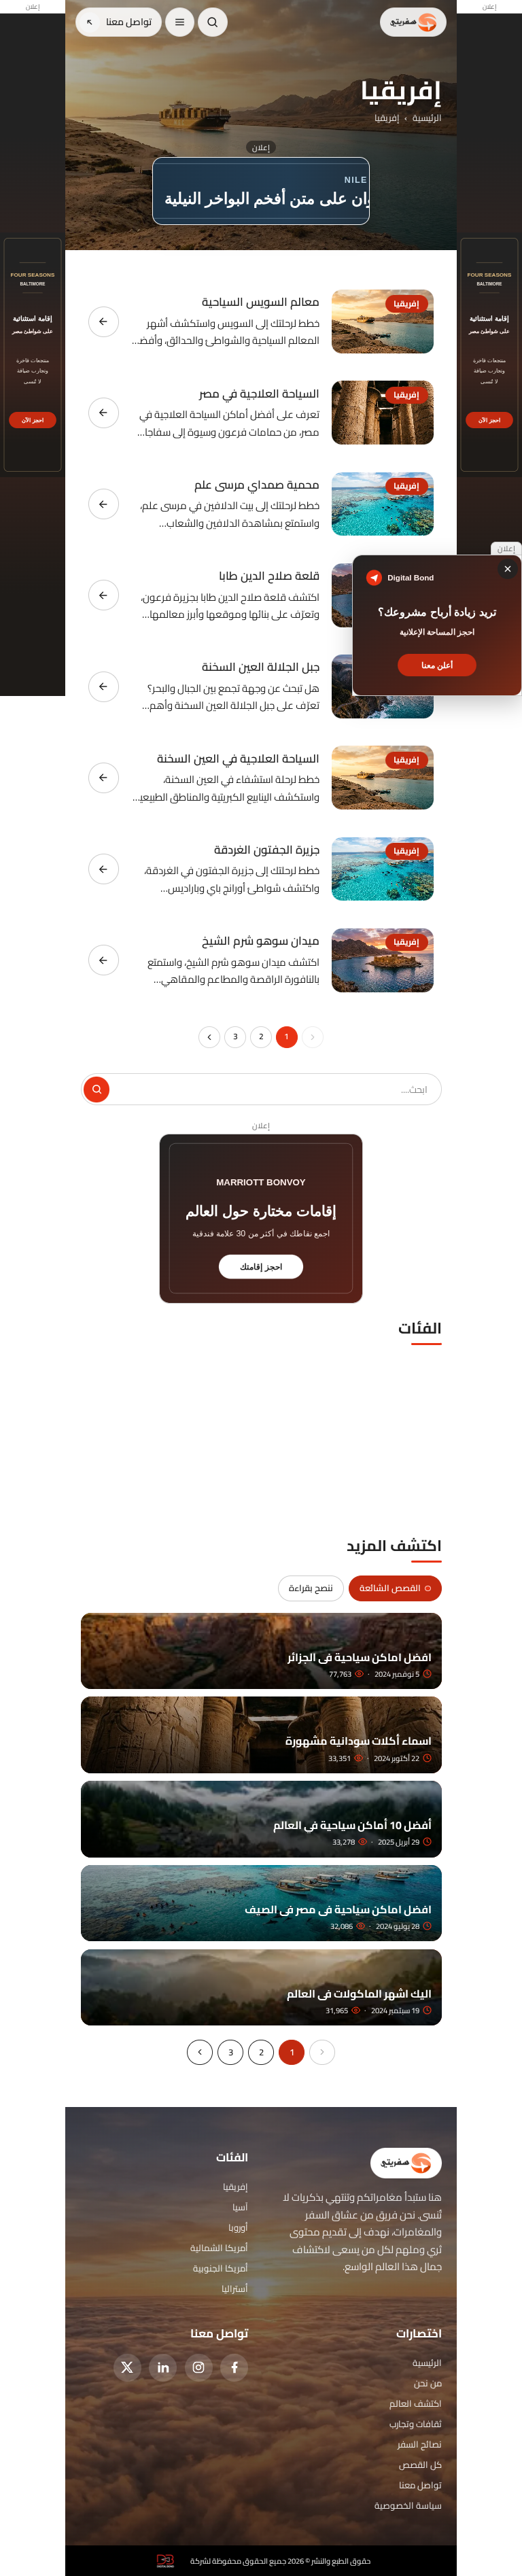 إعلان
إعلان
صفريتي
تواصل معنا
إفريقيا
الرئيسية › إفريقيا
إعلان
NILE
وان على متن أفخم البواخر النيلية
FOUR SEASONS
BALTIMORE
إقامة استثنائية
على شواطئ مصر
منتجعات فاخرة
وتجارب ضيافة
لا تُنسى
احجز الآن
FOUR SEASONS
BALTIMORE
إقامة استثنائية
على شواطئ مصر
منتجعات فاخرة
وتجارب ضيافة
لا تُنسى
احجز الآن
إفريقيا
معالم السويس السياحية
خطط لرحلتك إلى السويس واستكشف أشهر
المعالم السياحية والشواطئ والحدائق، وأفض...
إفريقيا
السياحة العلاجية في مصر
تعرف على أفضل أماكن السياحة العلاجية في
مصر، من حمامات فرعون وسيوة إلى سفاجا...
إفريقيا
محمية صمداي مرسى علم
خطط لرحلتك إلى بيت الدلافين في مرسى علم،
واستمتع بمشاهدة الدلافين والشعاب...
قلعة صلاح الدين طابا
اكتشف قلعة صلاح الدين طابا بجزيرة فرعون،
وتعرّف على بنائها وموقعها وأبرز معالمها...
إعلان
Digital Bond
تريد زيادة أرباح مشروعك؟
احجز المساحة الإعلانية
أعلن معنا
جبل الجلالة العين السخنة
هل تبحث عن وجهة تجمع بين الجبال والبحر؟
تعرّف على جبل الجلالة العين السخنة وأهم...
إفريقيا
السياحة العلاجية في العين السخنة
خطط لرحلة استشفاء في العين السخنة،
واستكشف الينابيع الكبريتية والمناطق الطبيعيـ...
إفريقيا
جزيرة الجفتون الغردقة
خطط لرحلتك إلى جزيرة الجفتون في الغردقة،
واكتشف شواطئ أورانج باي وباراديس...
إفريقيا
ميدان سوهو شرم الشيخ
اكتشف ميدان سوهو شرم الشيخ، واستمتع
بالنافورة الراقصة والمطاعم والمقاهي...
1 2 3
ابحث....
إعلان
MARRIOTT BONVOY
إقامات مختارة حول العالم
اجمع نقاطك في أكثر من 30 علامة فندقية
احجز إقامتك
الفئات
اكتشف المزيد
القصص الشائعة
ننصح بقراءة
افضل اماكن سياحية في الجزائر
5 نوفمبر 2024 · 77,763
اسماء أكلات سودانية مشهورة
22 أكتوبر 2024 · 33,351
أفضل 10 أماكن سياحية في العالم
29 أبريل 2025 · 33,278
افضل اماكن سياحية في مصر في الصيف
28 يوليو 2024 · 32,086
اليك اشهر الماكولات في العالم
19 سبتمبر 2024 · 31,965
1 2 3
صفريتي
هنا ستبدأ مغامراتكم وتنتهي بذكريات لا
تُنسى. نحن فريق من عشاق السفر
والمغامرات، نهدف إلى تقديم محتوى
ثري وملهم لكل من يسعى لاكتشاف
جمال هذا العالم الواسع.
الفئات
إفريقيا
آسيا
أوروبا
أمريكا الشمالية
أمريكا الجنوبية
أستراليا
اختصارات
الرئيسية
من نحن
اكتشف العالم
ثقافات وتجارب
نصائح السفر
كل القصص
تواصل معنا
سياسة الخصوصية
تواصل معنا
حقوق الطبع والنشر © 2026 جميع الحقوق محفوظة لشركة